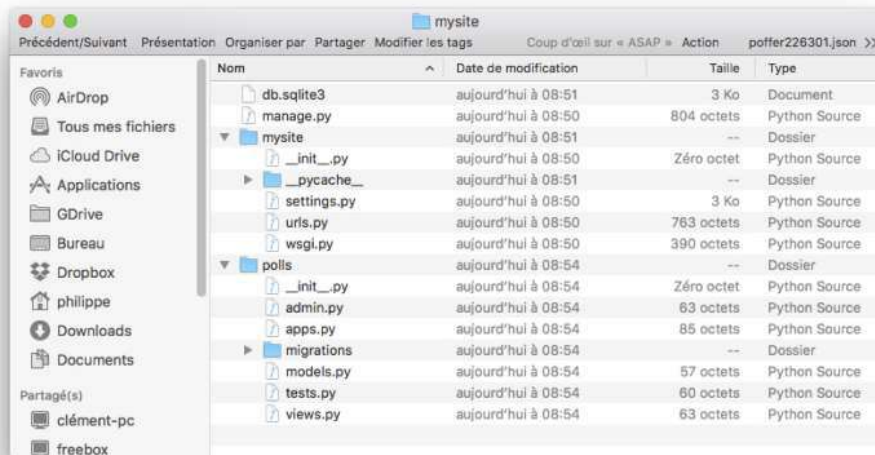 mysite
Précédent/Suivant Présentation Organiser par Partager Modifier les tags Coup d'œil sur « ASAP » Action poffer226301.json >>
Favoris
AirDrop
Tous mes fichiers
iCloud Drive
Applications
GDrive
Bureau
Dropbox
philippe
Downloads
Documents
Partagé(s)
clément-pc
freebox
Nom Date de modification Taille Type
db.sqlite3 aujourd'hui à 08:51 3 Ko Document
manage.py aujourd'hui à 08:50 804 octets Python Source
mysite aujourd'hui à 08:51 -- Dossier
__init__.py aujourd'hui à 08:50 Zéro octet Python Source
__pycache__ aujourd'hui à 08:51 -- Dossier
settings.py aujourd'hui à 08:50 3 Ko Python Source
urls.py aujourd'hui à 08:50 763 octets Python Source
wsgi.py aujourd'hui à 08:50 390 octets Python Source
polls aujourd'hui à 08:54 -- Dossier
__init__.py aujourd'hui à 08:54 Zéro octet Python Source
admin.py aujourd'hui à 08:54 63 octets Python Source
apps.py aujourd'hui à 08:54 85 octets Python Source
migrations aujourd'hui à 08:54 -- Dossier
models.py aujourd'hui à 08:54 57 octets Python Source
tests.py aujourd'hui à 08:54 60 octets Python Source
views.py aujourd'hui à 08:54 63 octets Python Source